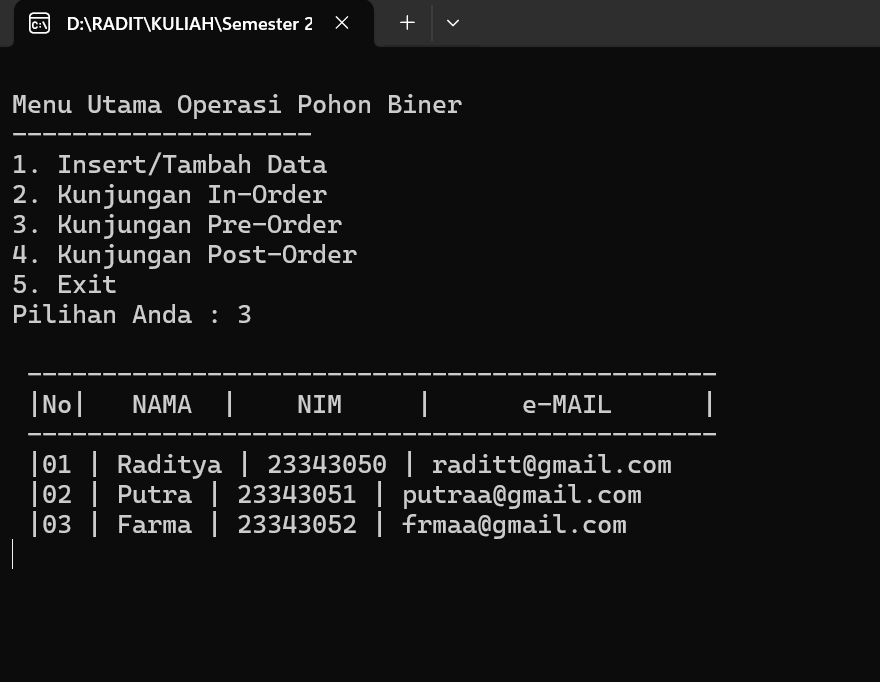 D:\RADIT\KULIAH\Semester 2
Menu Utama Operasi Pohon Biner
--------------------
1. Insert/Tambah Data
2. Kunjungan In-Order
3. Kunjungan Pre-Order
4. Kunjungan Post-Order
5. Exit
Pilihan Anda : 3
----------------------------------------------
|No|   NAMA  |    NIM     |      e-MAIL      |
----------------------------------------------
|01 | Raditya | 23343050 | raditt@gmail.com
|02 | Putra | 23343051 | putraa@gmail.com
|03 | Farma | 23343052 | frmaa@gmail.com